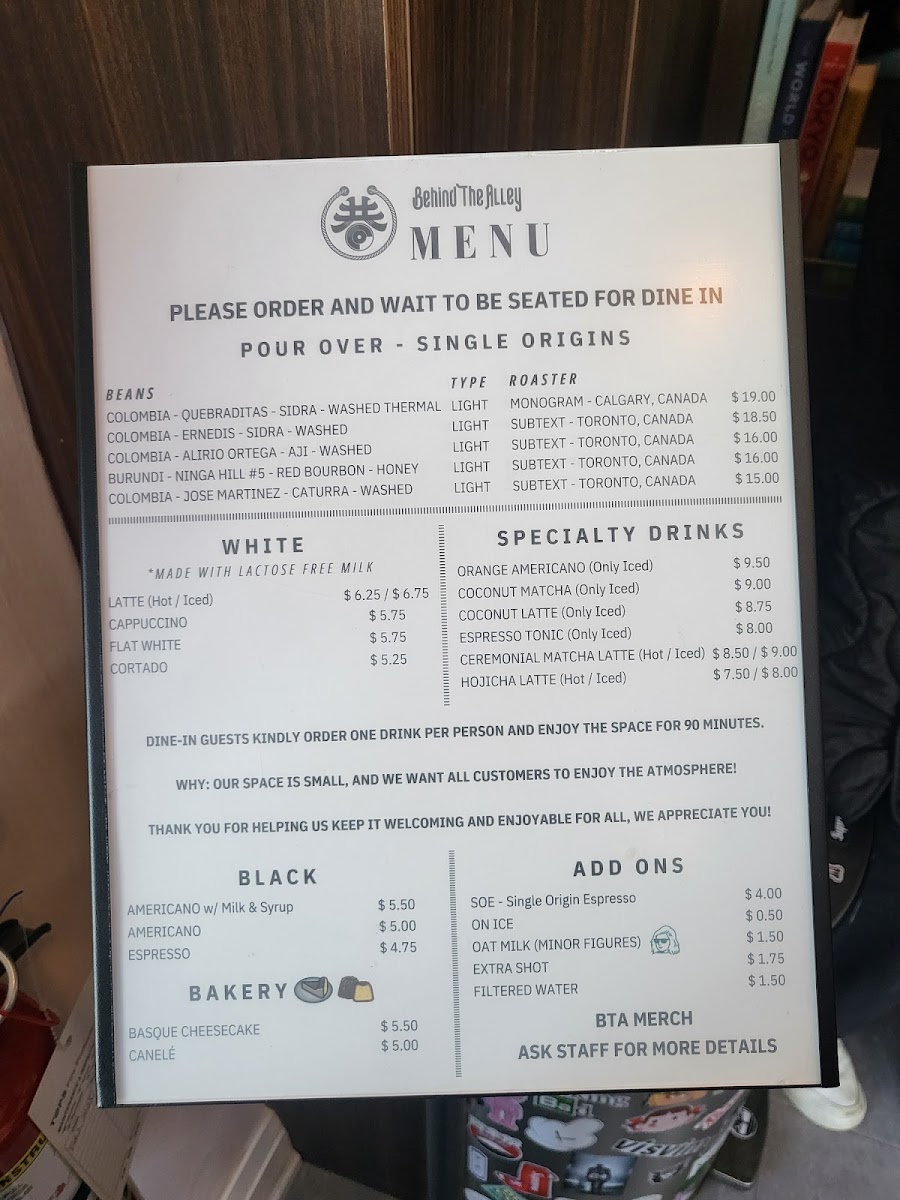 WORLD
TOKYO
Behind The Alley
MENU
PLEASE ORDER AND WAIT TO BE SEATED FOR DINE IN
POUR OVER - SINGLE ORIGINS
BEANS TYPE ROASTER
COLOMBIA - QUEBRADITAS - SIDRA - WASHED THERMAL LIGHT MONOGRAM - CALGARY, CANADA $ 19.00
COLOMBIA - ERNEDIS - SIDRA - WASHED LIGHT SUBTEXT - TORONTO, CANADA $ 18.50
COLOMBIA - ALIRIO ORTEGA - AJI - WASHED LIGHT SUBTEXT - TORONTO, CANADA $ 16.00
BURUNDI - NINGA HILL #5 - RED BOURBON - HONEY LIGHT SUBTEXT - TORONTO, CANADA $ 16.00
COLOMBIA - JOSE MARTINEZ - CATURRA - WASHED LIGHT SUBTEXT - TORONTO, CANADA $ 15.00
WHITE
*MADE WITH LACTOSE FREE MILK
LATTE (Hot / Iced) $ 6.25 / $ 6.75
CAPPUCCINO $ 5.75
FLAT WHITE $ 5.75
CORTADO $ 5.25
SPECIALTY DRINKS
ORANGE AMERICANO (Only Iced) $ 9.50
COCONUT MATCHA (Only Iced) $ 9.00
COCONUT LATTE (Only Iced) $ 8.75
ESPRESSO TONIC (Only Iced) $ 8.00
CEREMONIAL MATCHA LATTE (Hot / Iced) $ 8.50 / $ 9.00
HOJICHA LATTE (Hot / Iced) $ 7.50 / $ 8.00
DINE-IN GUESTS KINDLY ORDER ONE DRINK PER PERSON AND ENJOY THE SPACE FOR 90 MINUTES.
WHY: OUR SPACE IS SMALL, AND WE WANT ALL CUSTOMERS TO ENJOY THE ATMOSPHERE!
THANK YOU FOR HELPING US KEEP IT WELCOMING AND ENJOYABLE FOR ALL, WE APPRECIATE YOU!
BLACK
AMERICANO w/ Milk & Syrup $ 5.50
AMERICANO $ 5.00
ESPRESSO $ 4.75
BAKERY
BASQUE CHEESECAKE $ 5.50
CANELÉ $ 5.00
ADD ONS
SOE - Single Origin Espresso $ 4.00
ON ICE $ 0.50
OAT MILK (MINOR FIGURES) $ 1.50
EXTRA SHOT $ 1.75
FILTERED WATER $ 1.50
BTA MERCH
ASK STAFF FOR MORE DETAILS